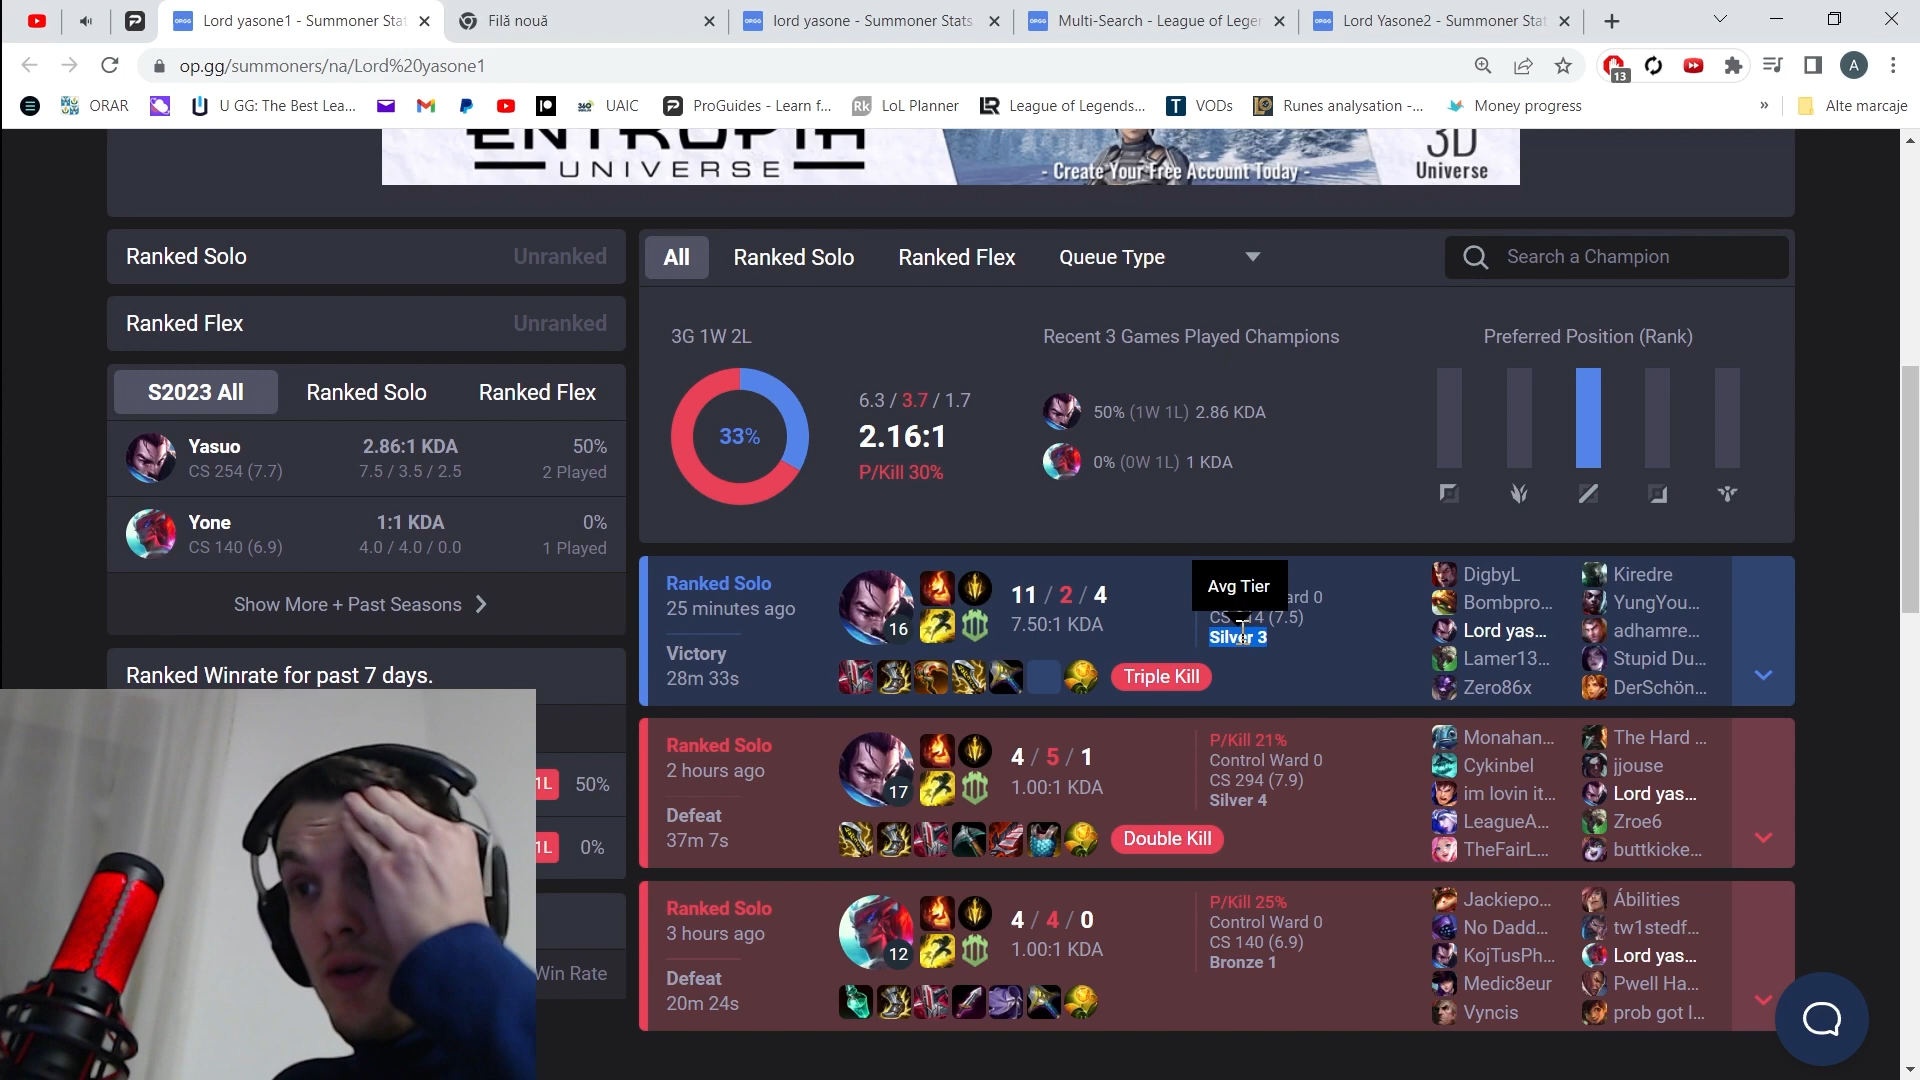 Lord yasone1 - Summoner Stat
Filă nouă
lord yasone - Summoner Stats
Multi-Search - League of Leger
Lord Yasone2 - Summoner Stat
op.gg/summoners/na/Lord%20yasone1
13
A
ORAR
U GG: The Best Lea...
UAIC
ProGuides - Learn f...
LoL Planner
League of Legends...
VODs
Runes analysation -...
Money progress
»
Alte marcaje
ENTROPIA
UNIVERSE
- Create Your Free Account Today -
3D
Universe
Ranked Solo
Unranked
Ranked Flex
Unranked
S2023 All
Ranked Solo
Ranked Flex
Yasuo
CS 254 (7.7)
2.86:1 KDA
7.5 / 3.5 / 2.5
50%
2 Played
Yone
CS 140 (6.9)
1:1 KDA
4.0 / 4.0 / 0.0
0%
1 Played
Show More + Past Seasons
Ranked Winrate for past 7 days.
1L
50%
1L
0%
Win Rate
All
Ranked Solo
Ranked Flex
Queue Type
Search a Champion
3G 1W 2L
33%
6.3 / 3.7 / 1.7
2.16:1
P/Kill 30%
Recent 3 Games Played Champions
50% (1W 1L) 2.86 KDA
0% (0W 1L) 1 KDA
Preferred Position (Rank)
Ranked Solo
25 minutes ago
Victory
28m 33s
16
11 / 2 / 4
7.50:1 KDA
Avg Tier
ard 0
4 (7.5)
Silver 3
Triple Kill
DigbyL
Bombpro...
Lord yas...
Lamer13...
Zero86x
Kiredre
YungYou...
adhamre...
Stupid Du...
DerSchön...
Ranked Solo
2 hours ago
Defeat
37m 7s
17
4 / 5 / 1
1.00:1 KDA
P/Kill 21%
Control Ward 0
CS 294 (7.9)
Silver 4
Double Kill
Monahan...
Cykinbel
im lovin it...
LeagueA...
TheFairL...
The Hard ...
jjouse
Lord yas...
Zroe6
buttkicke...
Ranked Solo
3 hours ago
Defeat
20m 24s
12
4 / 4 / 0
1.00:1 KDA
P/Kill 25%
Control Ward 0
CS 140 (6.9)
Bronze 1
Jackiepo...
No Dadd...
KojTusPh...
Medic8eur
Vyncis
Ábilities
tw1stedf...
Lord yas...
Pwell Ha...
prob got l...